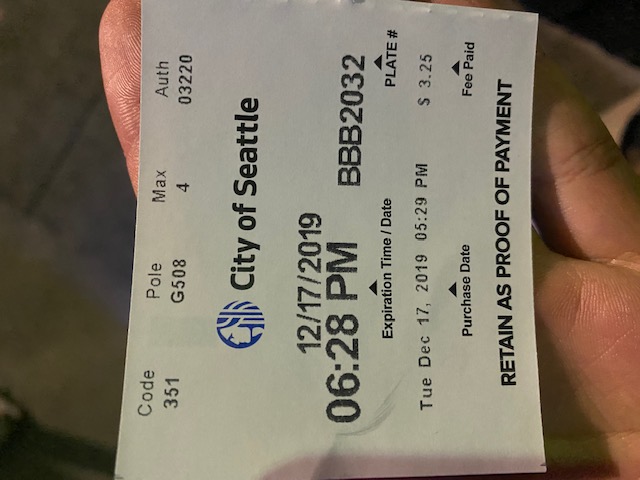 Code Pole Max Auth
351 G508 4 03220
City of Seattle
12/17/2019
06:28 PM BBB2032
Expiration Time / Date PLATE #
Tue Dec 17, 2019 05:29 PM $ 3.25
Purchase Date Fee Paid
RETAIN AS PROOF OF PAYMENT